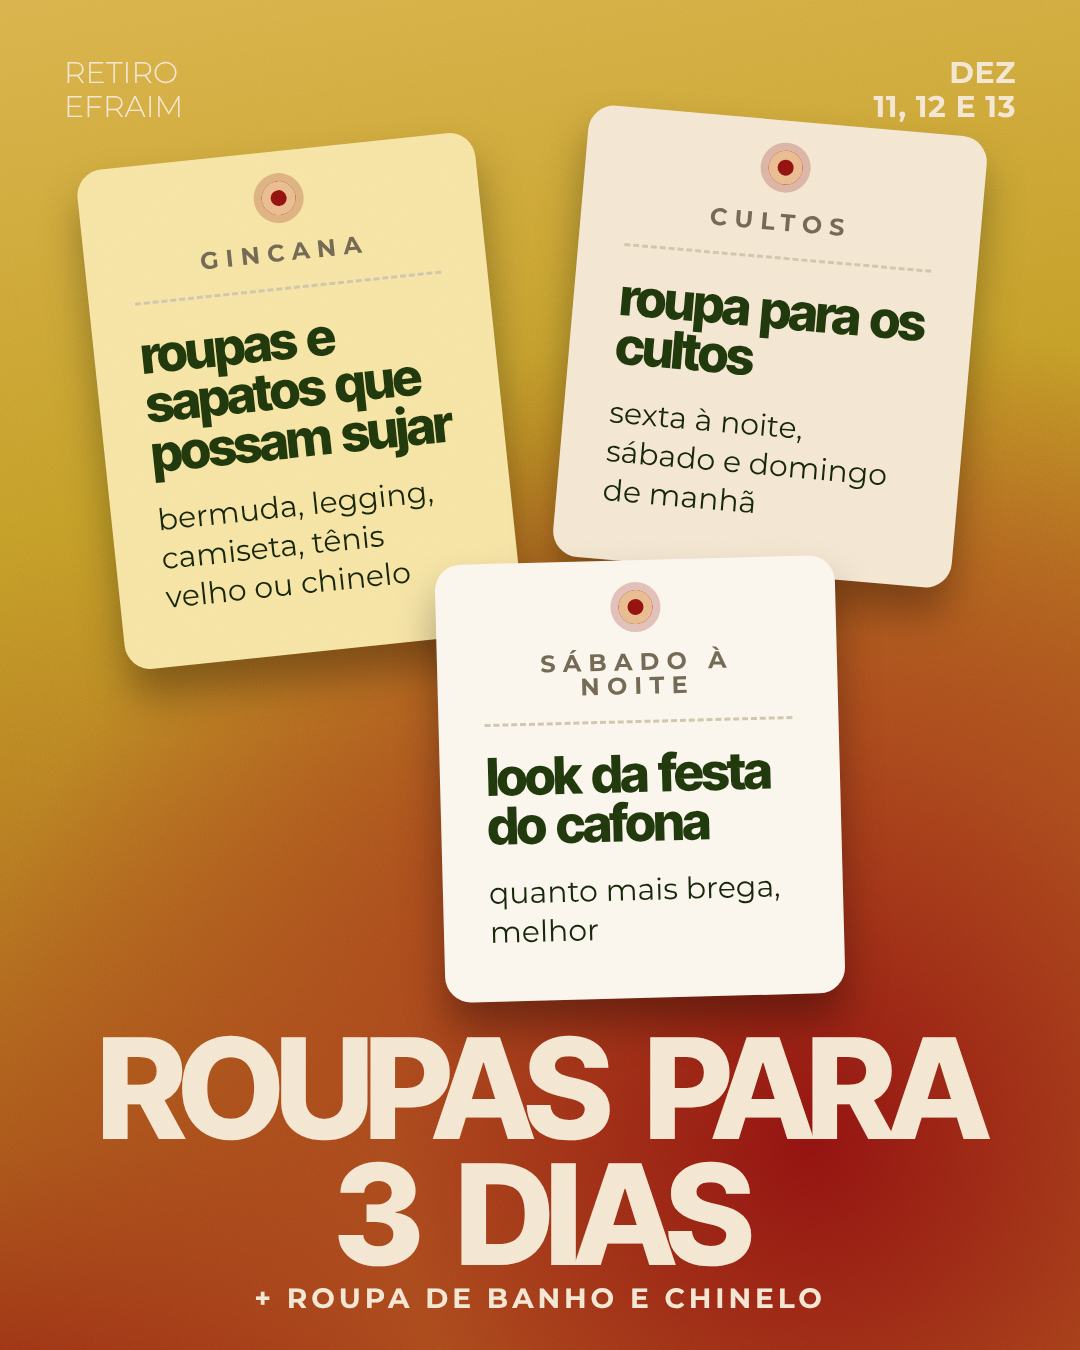 RETIRO
EFRAIM
DEZ
11, 12 E 13
GINCANA
roupas e
sapatos que
possam sujar
bermuda, legging,
camiseta, tênis
velho ou chinelo
CULTOS
roupa para os
cultos
sexta à noite,
sábado e domingo
de manhã
SÁBADO À
NOITE
look da festa
do cafona
quanto mais brega,
melhor
ROUPAS PARA
3 DIAS
+ ROUPA DE BANHO E CHINELO